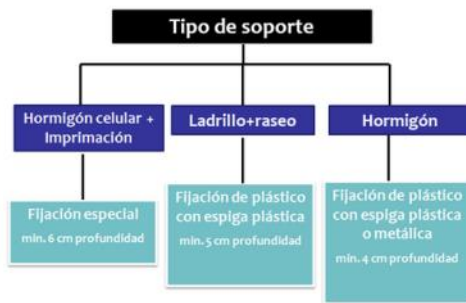 Tipo de soporte
Hormigón celular +
Imprimación
Ladrillo+raseo
Hormigón
Fijación especial
min. 6 cm profundidad
Fijación de plástico
con espiga plástica
min. 5 cm profundidad
Fijación de plástico
con espiga plástica
o metálica
min. 4 cm profundidad